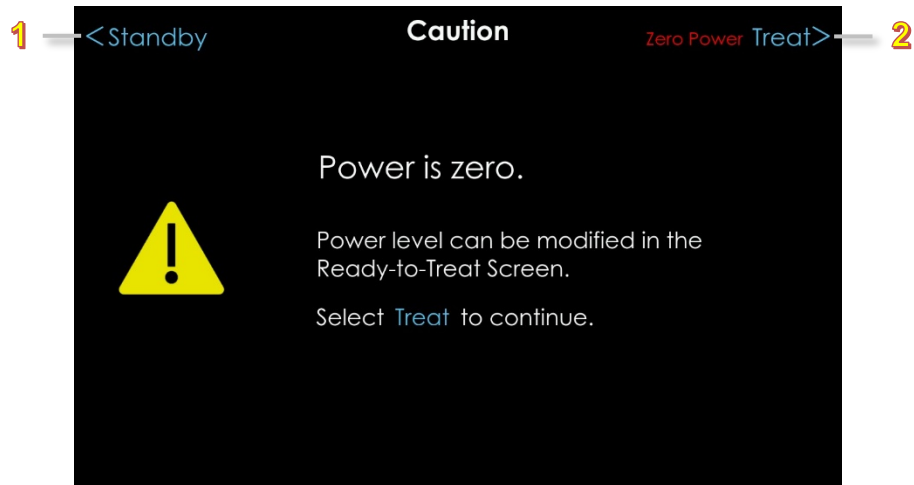 1 <Standby Caution Zero Power Treat> 2
Power is zero.
Power level can be modified in the
Ready-to-Treat Screen.
Select Treat to continue.